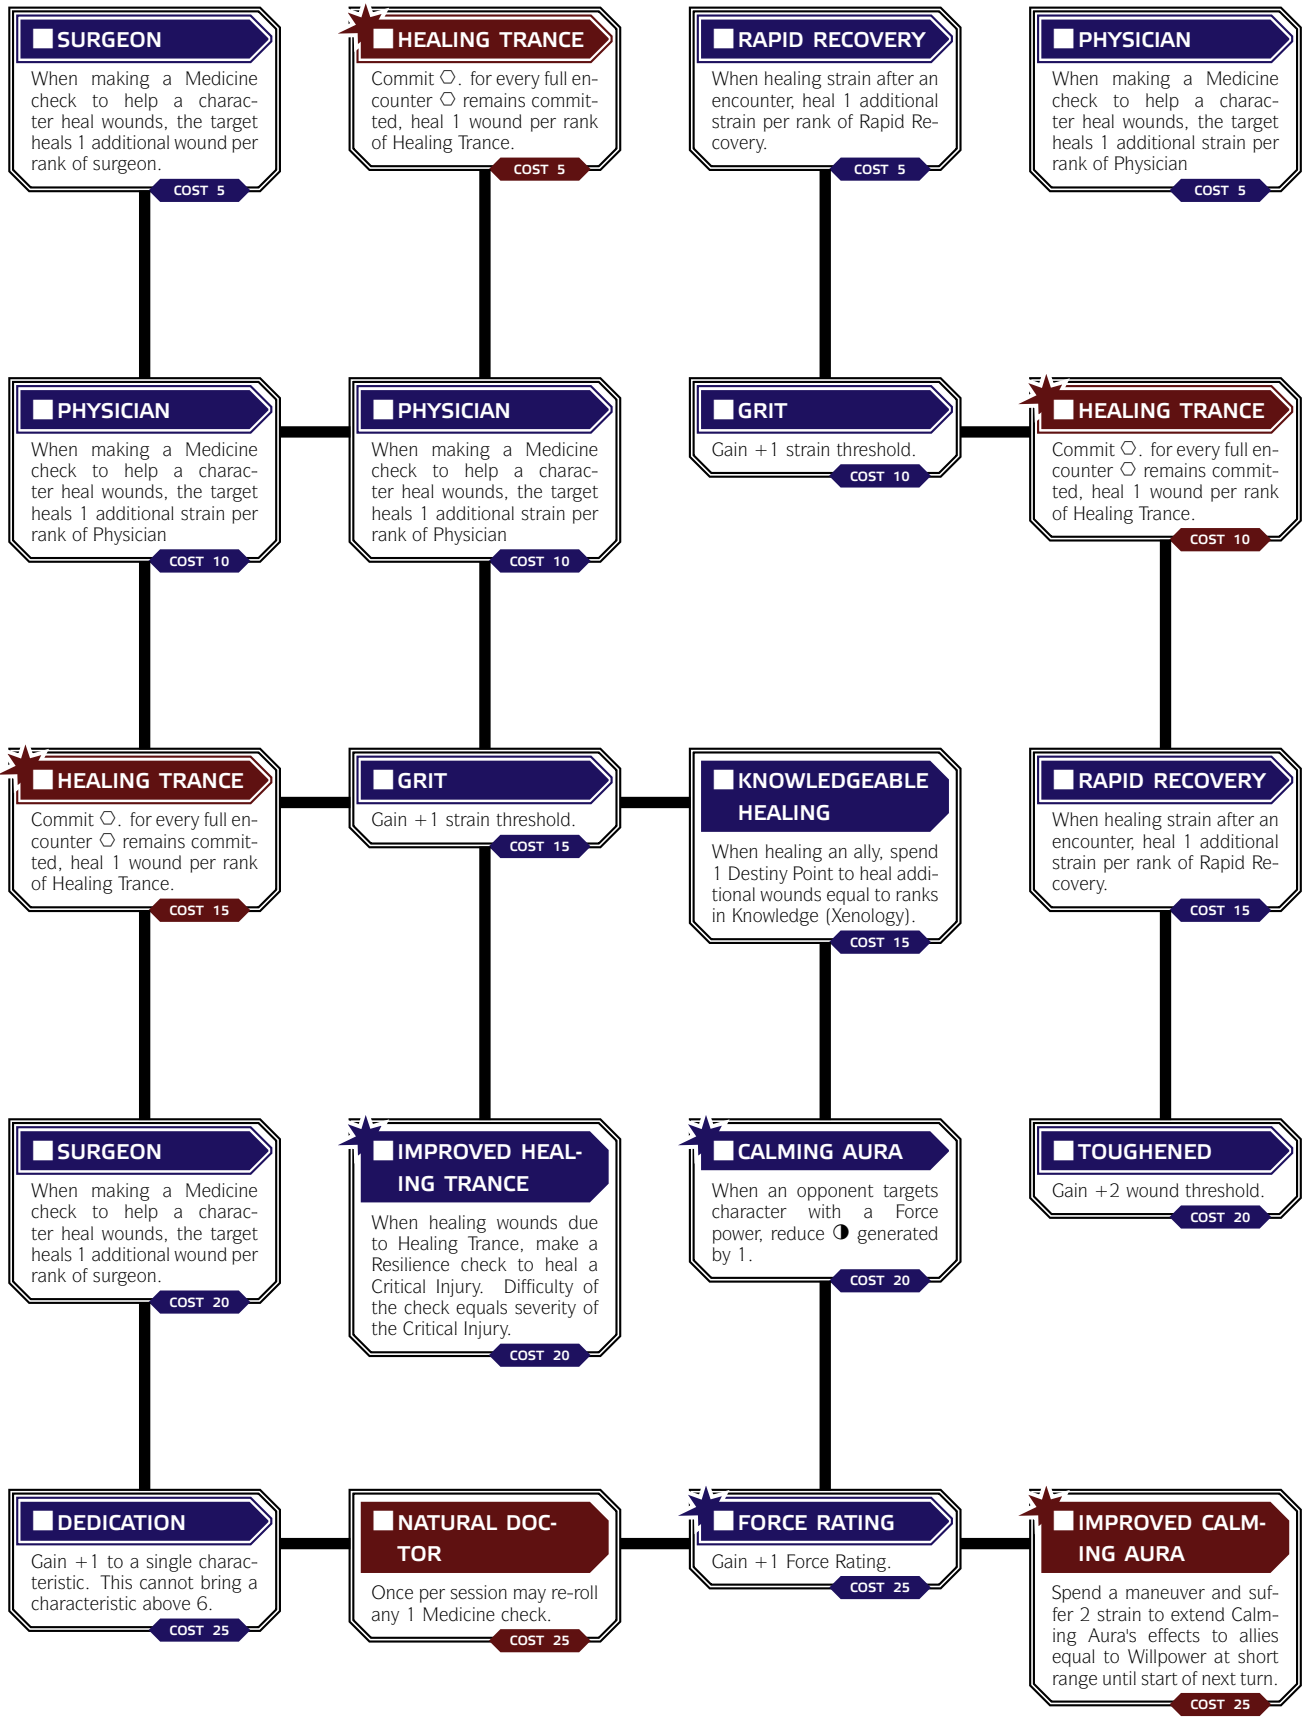 SURGEON
When making a Medicine
check to help a charac-
ter heal wounds, the target
heals 1 additional wound per
rank of surgeon.
COST 5
HEALING TRANCE
Commit ⬡. for every full en-
counter ⬡ remains commit-
ted, heal 1 wound per rank
of Healing Trance.
COST 5
RAPID RECOVERY
When healing strain after an
encounter, heal 1 additional
strain per rank of Rapid Re-
covery.
COST 5
PHYSICIAN
When making a Medicine
check to help a charac-
ter heal wounds, the target
heals 1 additional strain per
rank of Physician
COST 5
PHYSICIAN
When making a Medicine
check to help a charac-
ter heal wounds, the target
heals 1 additional strain per
rank of Physician
COST 10
PHYSICIAN
When making a Medicine
check to help a charac-
ter heal wounds, the target
heals 1 additional strain per
rank of Physician
COST 10
GRIT
Gain +1 strain threshold.
COST 10
HEALING TRANCE
Commit ⬡. for every full en-
counter ⬡ remains commit-
ted, heal 1 wound per rank
of Healing Trance.
COST 10
HEALING TRANCE
Commit ⬡. for every full en-
counter ⬡ remains commit-
ted, heal 1 wound per rank
of Healing Trance.
COST 15
GRIT
Gain +1 strain threshold.
COST 15
KNOWLEDGEABLE
HEALING
When healing an ally, spend
1 Destiny Point to heal addi-
tional wounds equal to ranks
in Knowledge (Xenology).
COST 15
RAPID RECOVERY
When healing strain after an
encounter, heal 1 additional
strain per rank of Rapid Re-
covery.
COST 15
SURGEON
When making a Medicine
check to help a charac-
ter heal wounds, the target
heals 1 additional wound per
rank of surgeon.
COST 20
IMPROVED HEAL-
ING TRANCE
When healing wounds due
to Healing Trance, make a
Resilience check to heal a
Critical Injury. Difficulty of
the check equals severity of
the Critical Injury.
COST 20
CALMING AURA
When an opponent targets
character with a Force
power, reduce ◑ generated
by 1.
COST 20
TOUGHENED
Gain +2 wound threshold.
COST 20
DEDICATION
Gain +1 to a single charac-
teristic. This cannot bring a
characteristic above 6.
COST 25
NATURAL DOC-
TOR
Once per session may re-roll
any 1 Medicine check.
COST 25
FORCE RATING
Gain +1 Force Rating.
COST 25
IMPROVED CALM-
ING AURA
Spend a maneuver and suf-
fer 2 strain to extend Calm-
ing Aura's effects to allies
equal to Willpower at short
range until start of next turn.
COST 25